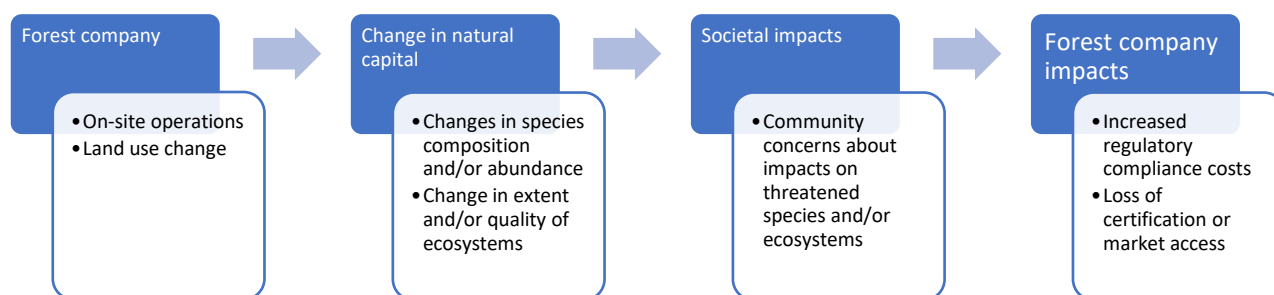 Forest company
• On-site operations
• Land use change
Change in natural
capital
• Changes in species
composition
and/or abundance
• Change in extent
and/or quality of
ecosystems
Societal impacts
• Community
concerns about
impacts on
threatened
species and/or
ecosystems
Forest company
impacts
• Increased
regulatory
compliance costs
• Loss of
certification or
market access